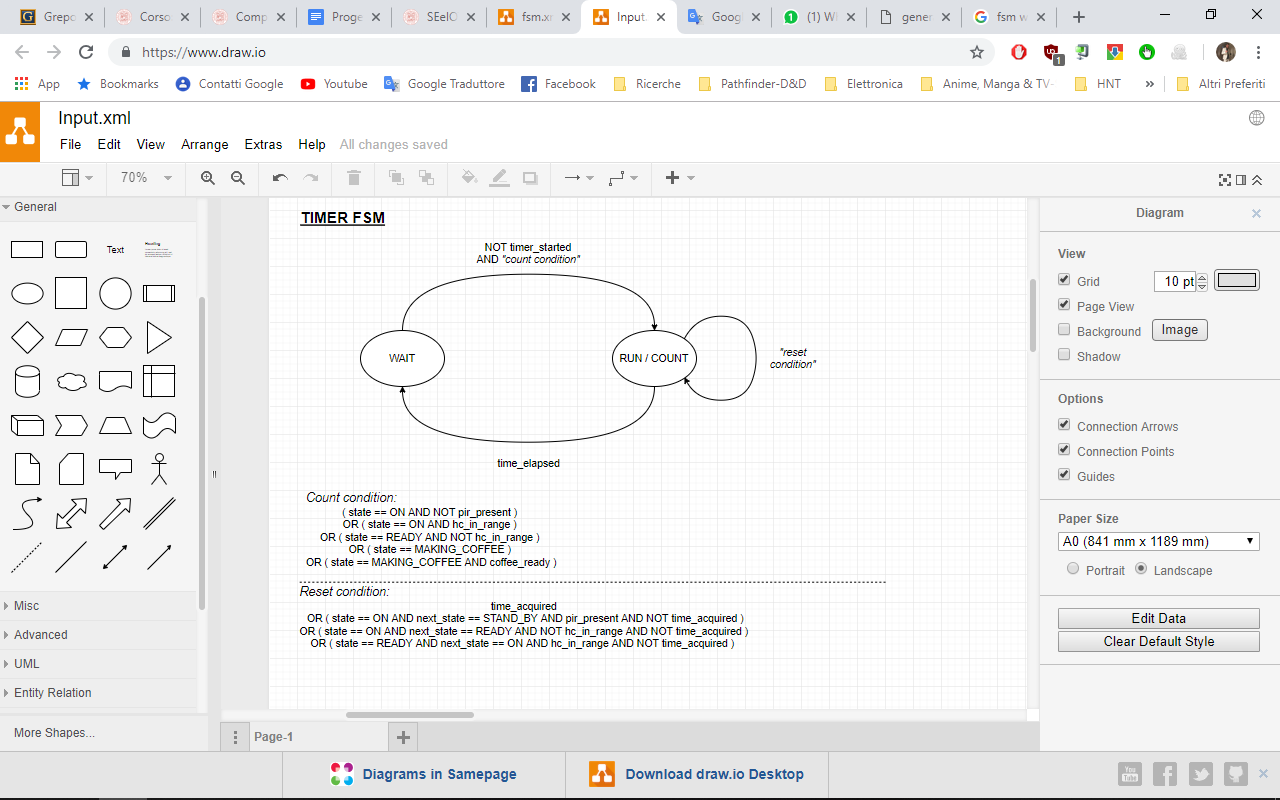 Grepo
Corso
Comp
Proge
SEeIO
fsm.xm
Input.
Goog
(1) W
gener
fsm w
https://www.draw.io
1
App
Bookmarks
Contatti Google
Youtube
Google Traduttore
Facebook
Ricerche
Pathfinder-D&D
Elettronica
Anime, Manga & TV-
HNT
»
Altri Preferiti
Input.xml
File Edit View Arrange Extras Help All changes saved
70%
General
Text
Heading
Misc
Advanced
UML
Entity Relation
More Shapes...
TIMER FSM
NOT timer_started
AND "count condition"
WAIT
RUN / COUNT
"reset
condition"
time_elapsed
Count condition:
( state == ON AND NOT pir_present )
OR ( state == ON AND hc_in_range )
OR ( state == READY AND NOT hc_in_range )
OR ( state == MAKING_COFFEE )
OR ( state == MAKING_COFFEE AND coffee_ready )
Reset condition:
time_acquired
OR ( state == ON AND next_state == STAND_BY AND pir_present AND NOT time_acquired )
OR ( state == ON AND next_state == READY AND NOT hc_in_range AND NOT time_acquired )
OR ( state == READY AND next_state == ON AND hc_in_range AND NOT time_acquired )
Page-1
Diagram
View
Grid 10 pt
Page View
Background Image
Shadow
Options
Connection Arrows
Connection Points
Guides
Paper Size
A0 (841 mm x 1189 mm)
Portrait Landscape
Edit Data
Clear Default Style
Diagrams in Samepage
Download draw.io Desktop
You
Tube